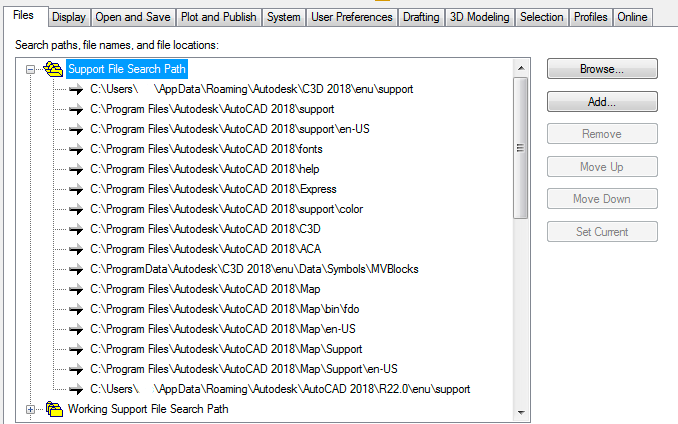 Files Display Open and Save Plot and Publish System User Preferences Drafting 3D Modeling Selection Profiles Online
Search paths, file names, and file locations:
Support File Search Path
C:\Users\ \AppData\Roaming\Autodesk\C3D 2018\enu\support
C:\Program Files\Autodesk\AutoCAD 2018\support
C:\Program Files\Autodesk\AutoCAD 2018\support\en-US
C:\Program Files\Autodesk\AutoCAD 2018\fonts
C:\Program Files\Autodesk\AutoCAD 2018\help
C:\Program Files\Autodesk\AutoCAD 2018\Express
C:\Program Files\Autodesk\AutoCAD 2018\support\color
C:\Program Files\Autodesk\AutoCAD 2018\C3D
C:\Program Files\Autodesk\AutoCAD 2018\ACA
C:\ProgramData\Autodesk\C3D 2018\enu\Data\Symbols\MVBlocks
C:\Program Files\Autodesk\AutoCAD 2018\Map
C:\Program Files\Autodesk\AutoCAD 2018\Map\bin\fdo
C:\Program Files\Autodesk\AutoCAD 2018\Map\en-US
C:\Program Files\Autodesk\AutoCAD 2018\Map\Support
C:\Program Files\Autodesk\AutoCAD 2018\Map\Support\en-US
C:\Users\ \AppData\Roaming\Autodesk\AutoCAD 2018\R22.0\enu\support
Working Support File Search Path
Browse...
Add...
Remove
Move Up
Move Down
Set Current